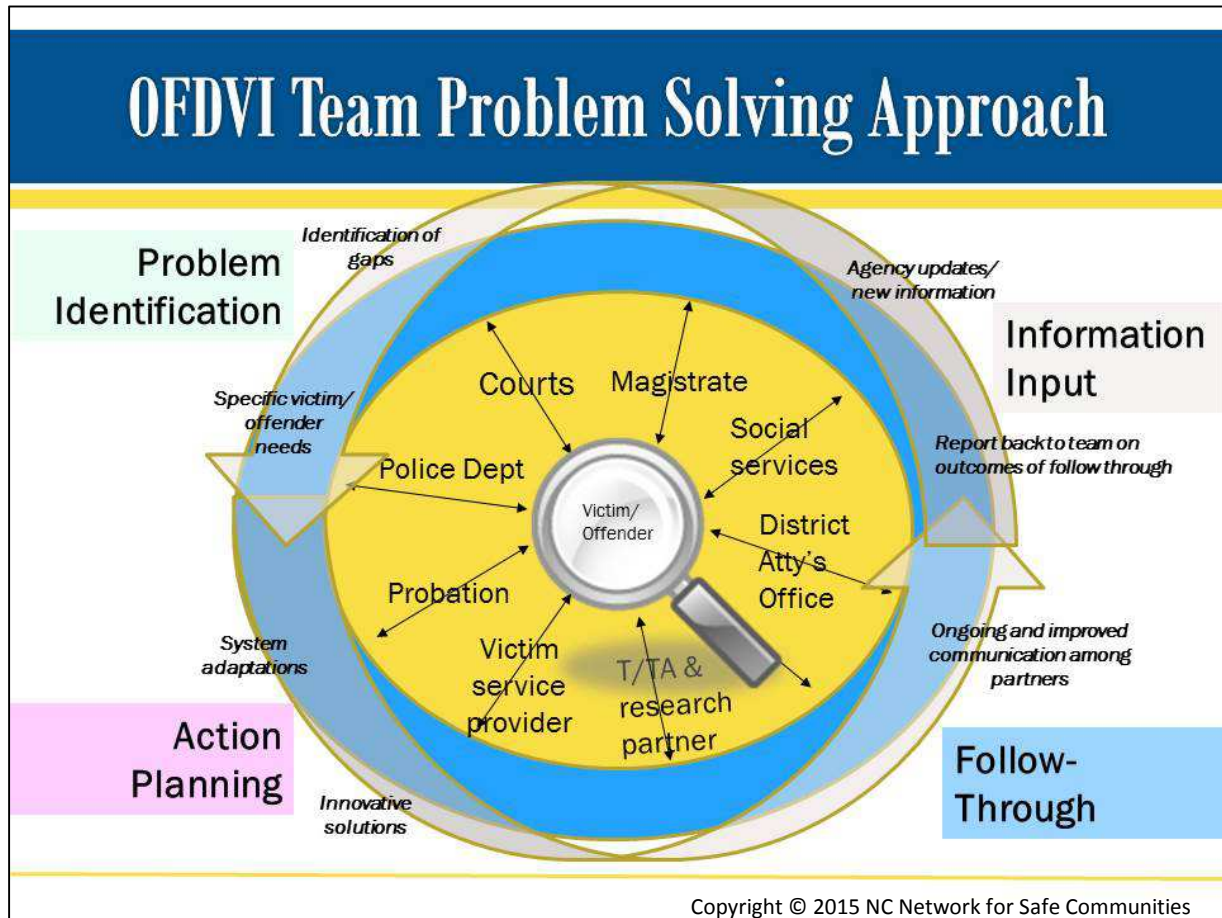 OFDVI Team Problem Solving Approach
Problem
Identification
Identification of
gaps
Specific victim/
offender
needs
Agency updates/
new information
Information
Input
Report back to team on
outcomes of follow through
Courts
Magistrate
Social
services
Police Dept
Victim/
Offender
District
Atty's
Office
Probation
Victim
service
provider
T/TA &
research
partner
System
adaptations
Action
Planning
Innovative
solutions
Ongoing and improved
communication among
partners
Follow-
Through
Copyright © 2015 NC Network for Safe Communities